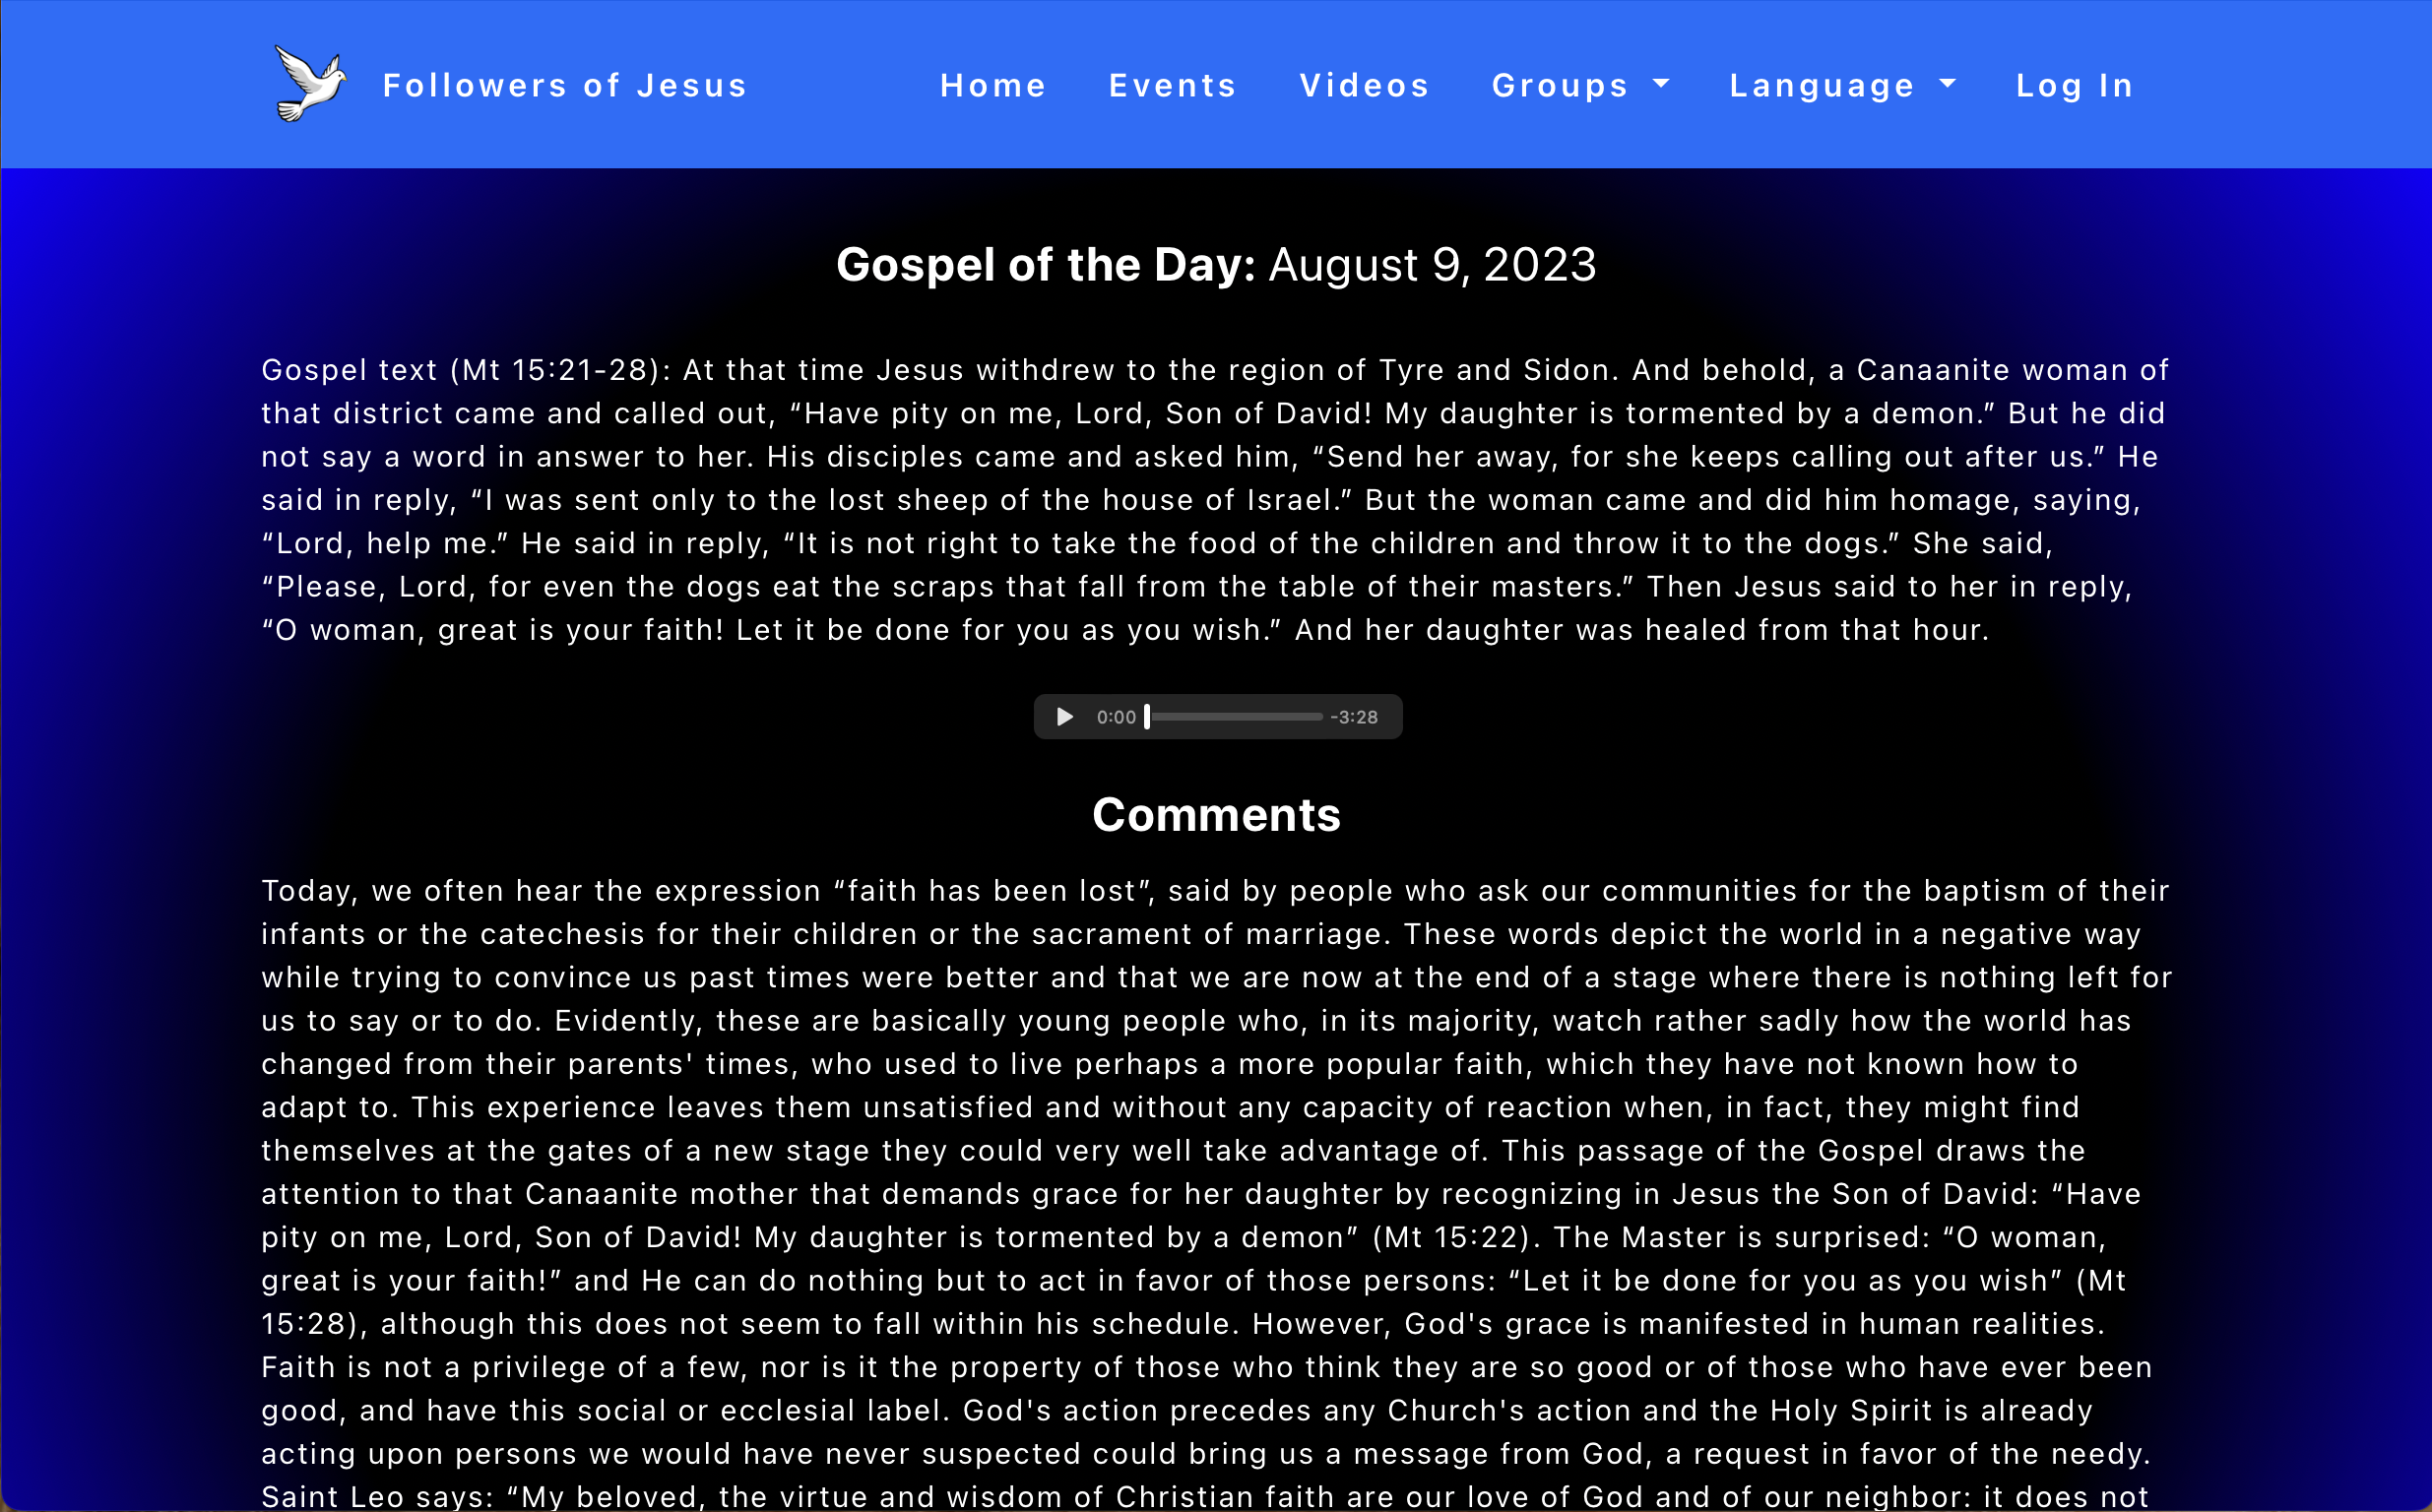 Followers of Jesus Home Events Videos Groups Language Log In
Gospel of the Day: August 9, 2023
Gospel text (Mt 15:21-28): At that time Jesus withdrew to the region of Tyre and Sidon. And behold, a Canaanite woman of
that district came and called out, “Have pity on me, Lord, Son of David! My daughter is tormented by a demon.” But he did
not say a word in answer to her. His disciples came and asked him, “Send her away, for she keeps calling out after us.” He
said in reply, “I was sent only to the lost sheep of the house of Israel.” But the woman came and did him homage, saying,
“Lord, help me.” He said in reply, “It is not right to take the food of the children and throw it to the dogs.” She said,
“Please, Lord, for even the dogs eat the scraps that fall from the table of their masters.” Then Jesus said to her in reply,
“O woman, great is your faith! Let it be done for you as you wish.” And her daughter was healed from that hour.
0:00 -3:28
Comments
Today, we often hear the expression “faith has been lost”, said by people who ask our communities for the baptism of their
infants or the catechesis for their children or the sacrament of marriage. These words depict the world in a negative way
while trying to convince us past times were better and that we are now at the end of a stage where there is nothing left for
us to say or to do. Evidently, these are basically young people who, in its majority, watch rather sadly how the world has
changed from their parents' times, who used to live perhaps a more popular faith, which they have not known how to
adapt to. This experience leaves them unsatisfied and without any capacity of reaction when, in fact, they might find
themselves at the gates of a new stage they could very well take advantage of. This passage of the Gospel draws the
attention to that Canaanite mother that demands grace for her daughter by recognizing in Jesus the Son of David: “Have
pity on me, Lord, Son of David! My daughter is tormented by a demon” (Mt 15:22). The Master is surprised: “O woman,
great is your faith!” and He can do nothing but to act in favor of those persons: “Let it be done for you as you wish” (Mt
15:28), although this does not seem to fall within his schedule. However, God's grace is manifested in human realities.
Faith is not a privilege of a few, nor is it the property of those who think they are so good or of those who have ever been
good, and have this social or ecclesial label. God's action precedes any Church's action and the Holy Spirit is already
acting upon persons we would have never suspected could bring us a message from God, a request in favor of the needy.
Saint Leo says: “My beloved, the virtue and wisdom of Christian faith are our love of God and of our neighbor: it does not